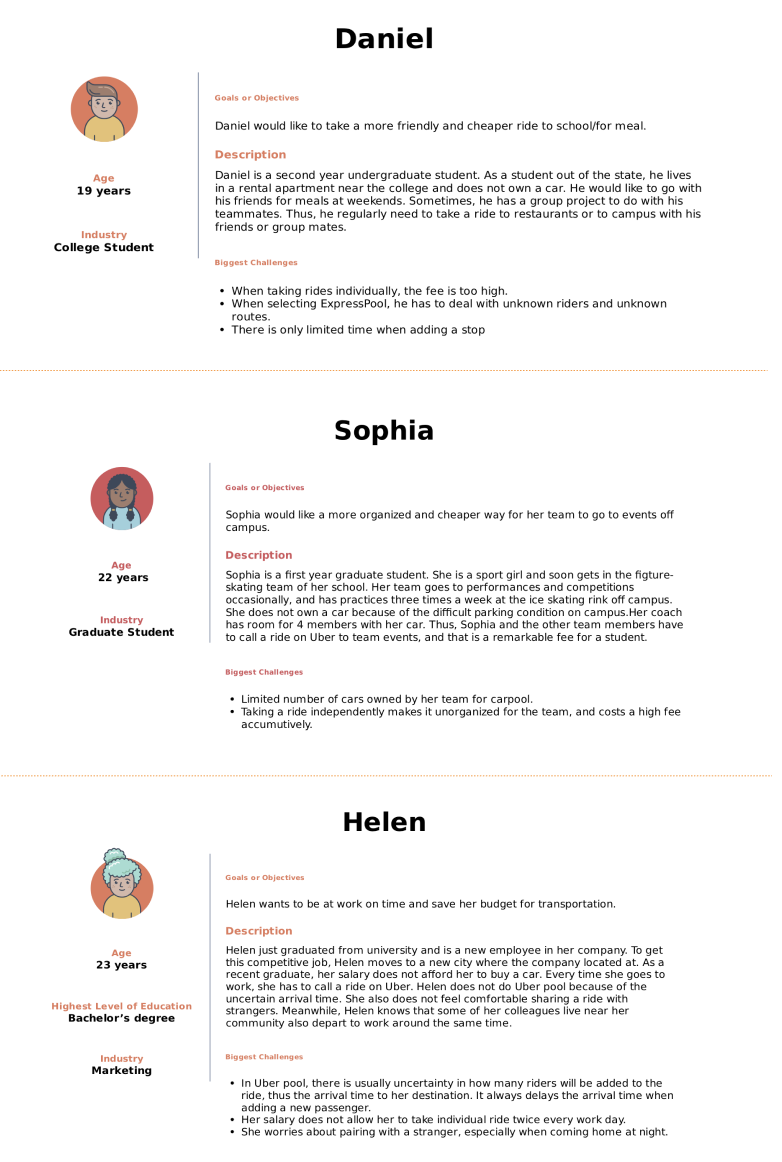 Daniel
Goals or Objectives
Daniel would like to take a more friendly and cheaper ride to school/for meal.
Age
19 years
Description
Daniel is a second year undergraduate student. As a student out of the state, he lives
in a rental apartment near the college and does not own a car. He would like to go with
his friends for meals at weekends. Sometimes, he has a group project to do with his
teammates. Thus, he regularly need to take a ride to restaurants or to campus with his
friends or group mates.
Industry
College Student
Biggest Challenges
• When taking rides individually, the fee is too high.
• When selecting ExpressPool, he has to deal with unknown riders and unknown
routes.
• There is only limited time when adding a stop
Sophia
Goals or Objectives
Sophia would like a more organized and cheaper way for her team to go to events off
campus.
Age
22 years
Description
Sophia is a first year graduate student. She is a sport girl and soon gets in the figture-
skating team of her school. Her team goes to performances and competitions
occasionally, and has practices three times a week at the ice skating rink off campus.
She does not own a car because of the difficult parking condition on campus.Her coach
has room for 4 members with her car. Thus, Sophia and the other team members have
to call a ride on Uber to team events, and that is a remarkable fee for a student.
Industry
Graduate Student
Biggest Challenges
• Limited number of cars owned by her team for carpool.
• Taking a ride independently makes it unorganized for the team, and costs a high fee
accumutively.
Helen
Goals or Objectives
Helen wants to be at work on time and save her budget for transportation.
Age
23 years
Description
Helen just graduated from university and is a new employee in her company. To get
this competitive job, Helen moves to a new city where the company located at. As a
recent graduate, her salary does not afford her to buy a car. Every time she goes to
work, she has to call a ride on Uber. Helen does not do Uber pool because of the
uncertain arrival time. She also does not feel comfortable sharing a ride with
strangers. Meanwhile, Helen knows that some of her colleagues live near her
community also depart to work around the same time.
Highest Level of Education
Bachelor’s degree
Industry
Marketing
Biggest Challenges
• In Uber pool, there is usually uncertainty in how many riders will be added to the
ride, thus the arrival time to her destination. It always delays the arrival time when
adding a new passenger.
• Her salary does not allow her to take individual ride twice every work day.
• She worries about pairing with a stranger, especially when coming home at night.